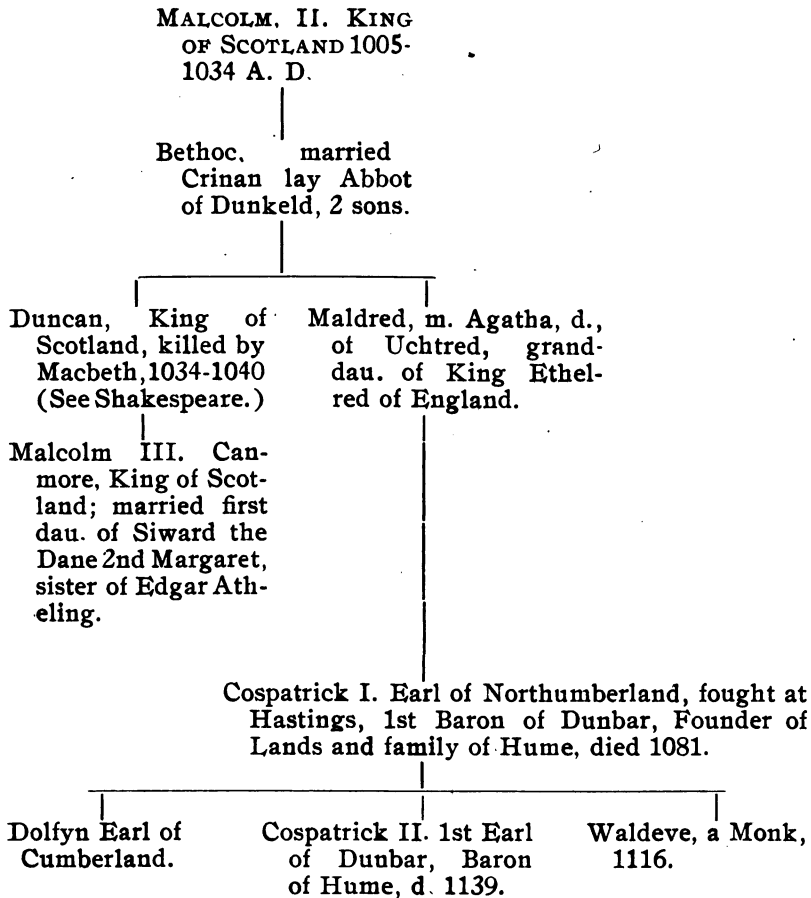 MALCOLM, II. KING
OF SCOTLAND 1005-
1034 A. D.
Bethoc, married
Crinan lay Abbot
of Dunkeld, 2 sons.
Duncan, King of
Scotland, killed by
Macbeth, 1034-1040
(See Shakespeare.)
Maldred, m. Agatha, d.,
of Uchtred, grand-
dau. of King Ethel-
red of England.
Malcolm III. Can-
more, King of Scot-
land; married first
dau. of Siward the
Dane 2nd Margaret,
sister of Edgar Ath-
eling.
Cospatrick I. Earl of Northumberland, fought at
Hastings, 1st Baron of Dunbar, Founder of
Lands and family of Hume, died 1081.
Dolfyn Earl of
Cumberland.
Cospatrick II. 1st Earl
of Dunbar, Baron
of Hume, d. 1139.
Waldeve, a Monk,
1116.